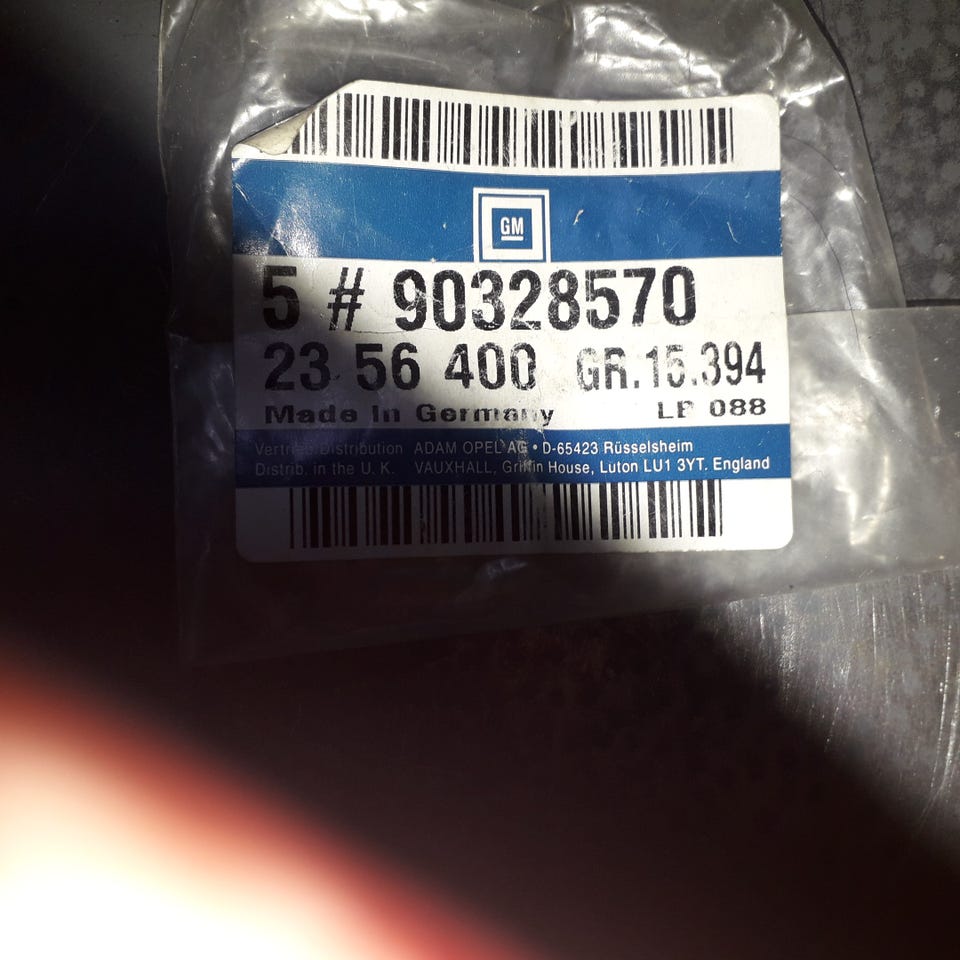 GM
5 # 90328570
23 56 400 GR.15.394
Made In Germany LP 088
Vertrieb Distribution ADAM OPEL AG • D-65423 Rüsselsheim
Distrib. in the U. K. VAUXHALL, Griffin House, Luton LU1 3YT. England